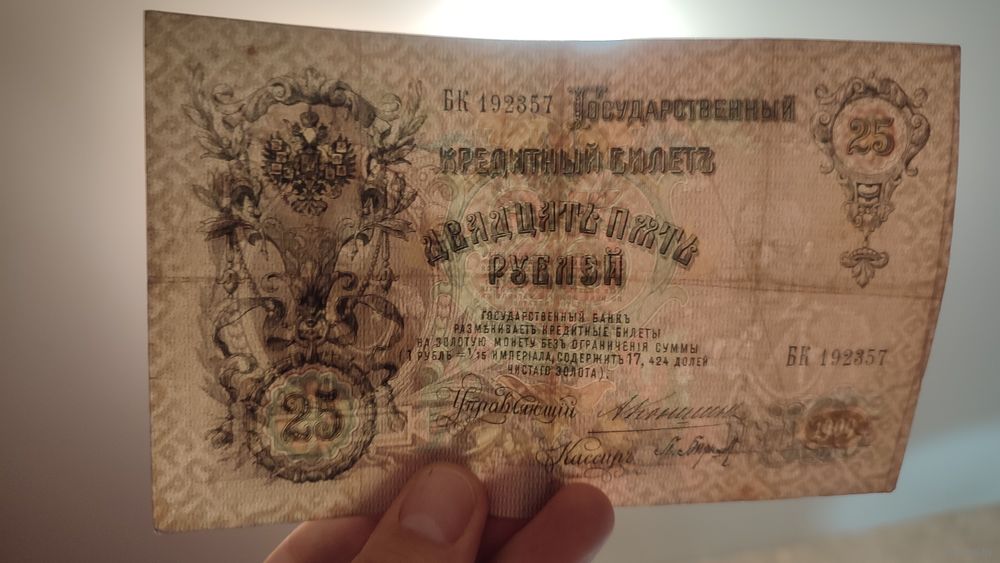 БК 192357 Государственный
25
Кредитный Билетъ
Двадцать пять
рублей
Государственный Банкъ
размѣниваетъ кредитные билеты
на золотую монету безъ ограниченія суммы
(1 рубль = 1/15 имперіала, содержитъ 17, 424 долей
чистаго золота).
БК 192357
25
Управляющій
Кассиръ